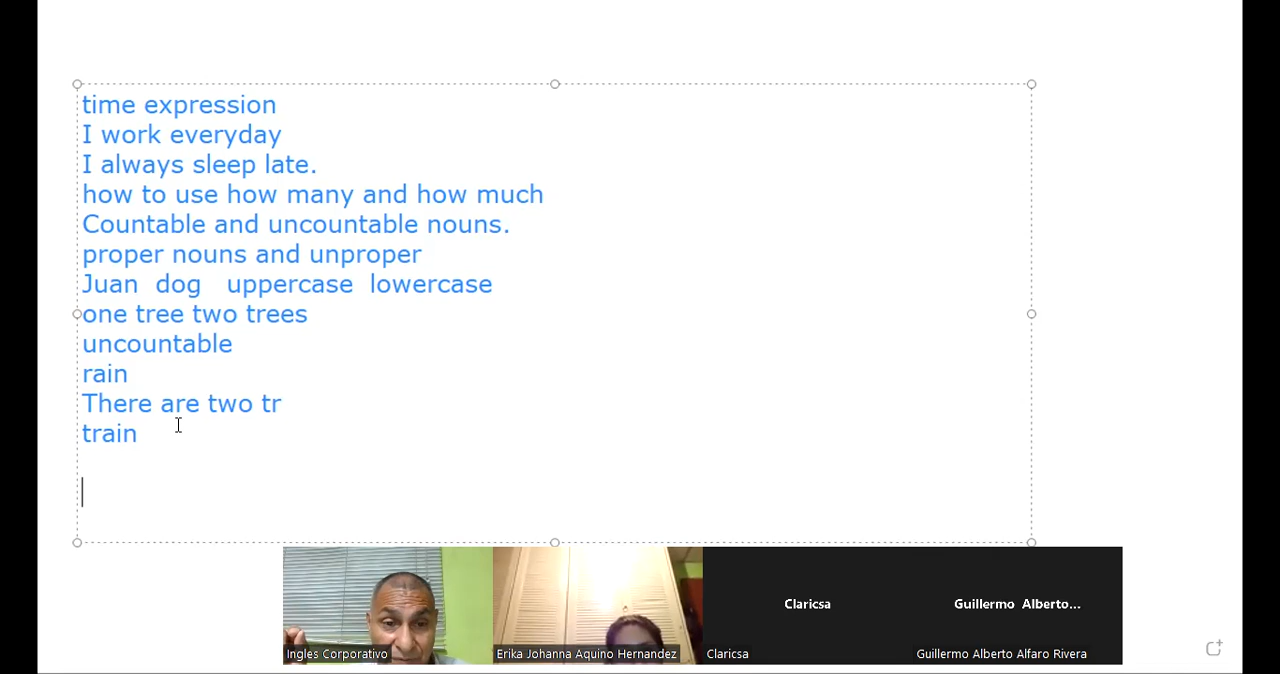 time expression
I work everyday
I always sleep late.
how to use how many and how much
Countable and uncountable nouns.
proper nouns and unproper
Juan dog uppercase lowercase
one tree two trees
uncountable
rain
There are two tr
train
Claricsa
Guillermo Alberto...
Ingles Corporativo
Erika Johanna Aquino Hernandez
Claricsa
Guillermo Alberto Alfaro Rivera